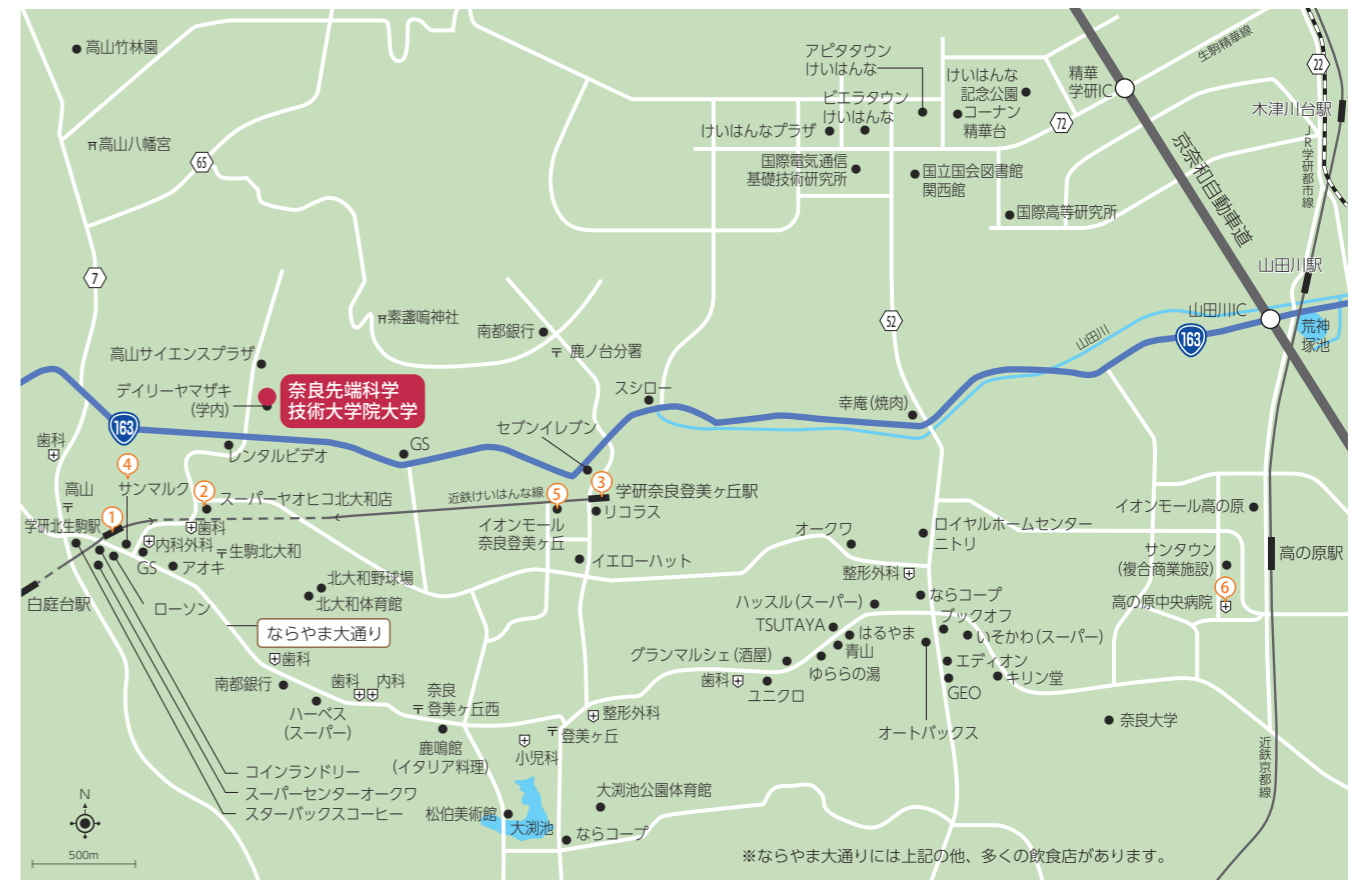 高山竹林園
高山八幡宮
65
7
アピタタウン
けいはんな
ビエラタウン
けいはんな
けいはんなプラザ
けいはんな
記念公園
コーナン
精華台
国際電気通信
基礎技術研究所
国立国会図書館
関西館
国際高等研究所
精華
学研IC
72
生駒精華線
22
木津川台駅
JR学研都市線
京奈和自動車道
山田川駅
山田川IC
荒神
塚池
163
山田川
52
素盞嗚神社
南都銀行
鹿ノ台分署
高山サイエンスプラザ
デイリーヤマザキ
(学内)
奈良先端科学
技術大学院大学
スシロー
幸庵(焼肉)
163
歯科
レンタルビデオ
GS
セブンイレブン
4
高山
サンマルク
2
スーパーヤオヒコ北大和店
近鉄けいはんな線
5
3
学研奈良登美ヶ丘駅
1
学研北生駒駅
歯科
内科外科
生駒北大和
GS
アオキ
イオンモール
奈良登美ヶ丘
リコラス
イエローハット
オークワ
ロイヤルホームセンター
ニトリ
イオンモール高の原
サンタウン
(複合商業施設)
高の原駅
6
高の原中央病院
白庭台駅
ローソン
北大和野球場
北大和体育館
ならやま大通り
整形外科
ならコープ
ハッスル(スーパー)
ブックオフ
TSUTAYA
はるやま
いそかわ(スーパー)
青山
グランマルシェ(酒屋)
ゆららの湯
エディオン
キリン堂
歯科
ユニクロ
GEO
オートバックス
奈良大学
歯科
南都銀行
歯科
内科
ハーベス
(スーパー)
奈良
登美ヶ丘西
鹿鳴館
(イタリア料理)
整形外科
登美ヶ丘
小児科
コインランドリー
スーパーセンターオークワ
スターバックスコーヒー
松伯美術館
大渕池
大渕池公園体育館
ならコープ
近鉄京都線
N
500m
※ならやま大通りには上記の他、多くの飲食店があります。